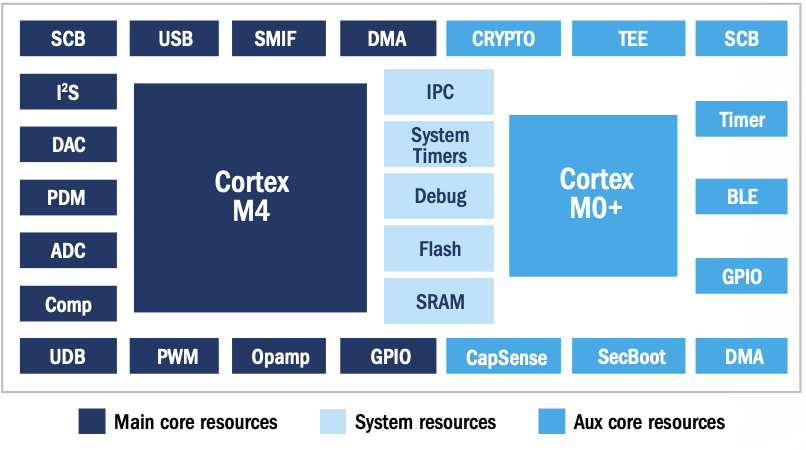 SCB USB SMIF DMA CRYPTO TEE SCB
I²S
DAC
PDM
ADC
Comp
Cortex
M4
IPC
System
Timers
Debug
Flash
SRAM
Cortex
M0+
Timer
BLE
GPIO
UDB PWM Opamp GPIO CapSense SecBoot DMA
Main core resources System resources Aux core resources